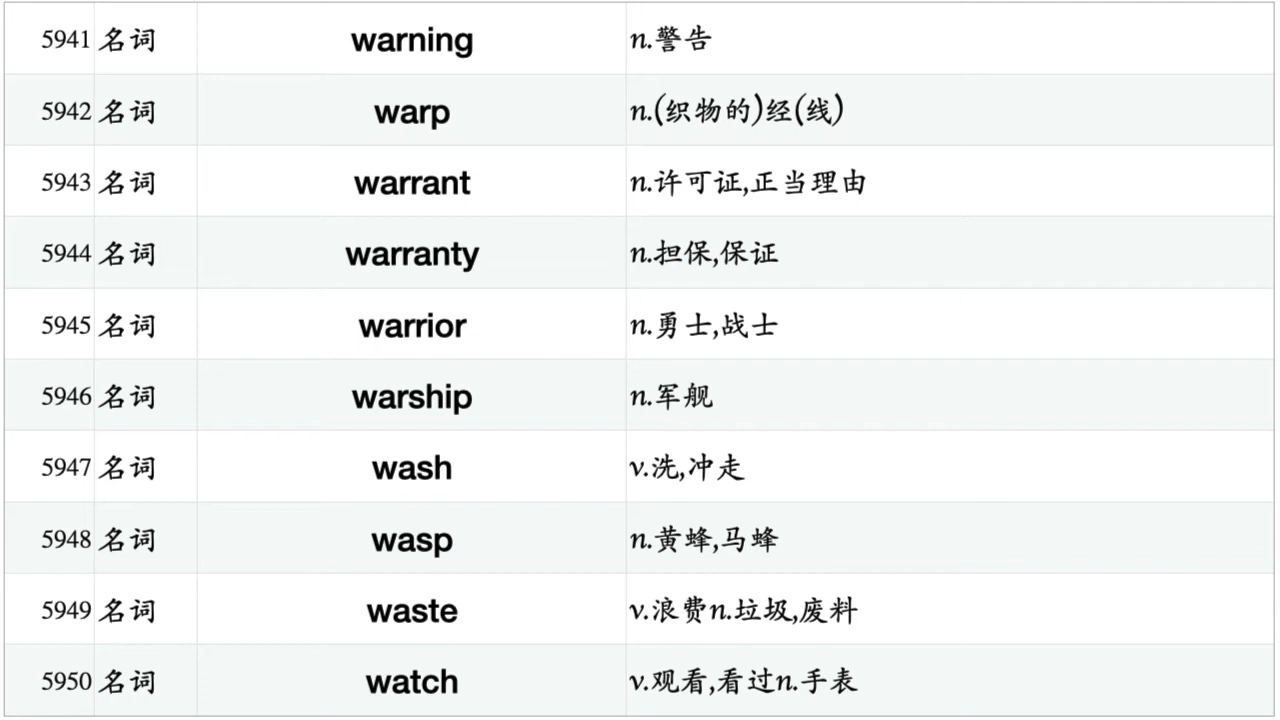 5941 名词 warning n.警告
5942 名词 warp n.(织物的)经(线)
5943 名词 warrant n.许可证,正当理由
5944 名词 warranty n.担保,保证
5945 名词 warrior n.勇士,战士
5946 名词 warship n.军舰
5947 名词 wash v.洗,冲走
5948 名词 wasp n.黄蜂,马蜂
5949 名词 waste v.浪费n.垃圾,废料
5950 名词 watch v.观看,看过n.手表